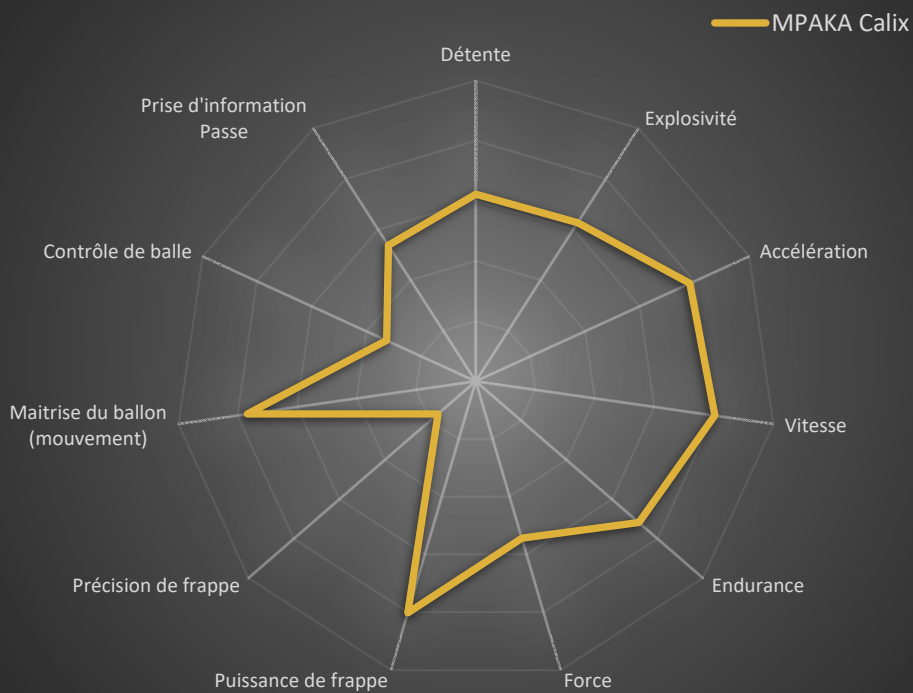 MPAKA Calix
Détente
Explosivité
Accélération
Vitesse
Endurance
Force
Puissance de frappe
Précision de frappe
Maitrise du ballon
(mouvement)
Contrôle de balle
Prise d'information
Passe